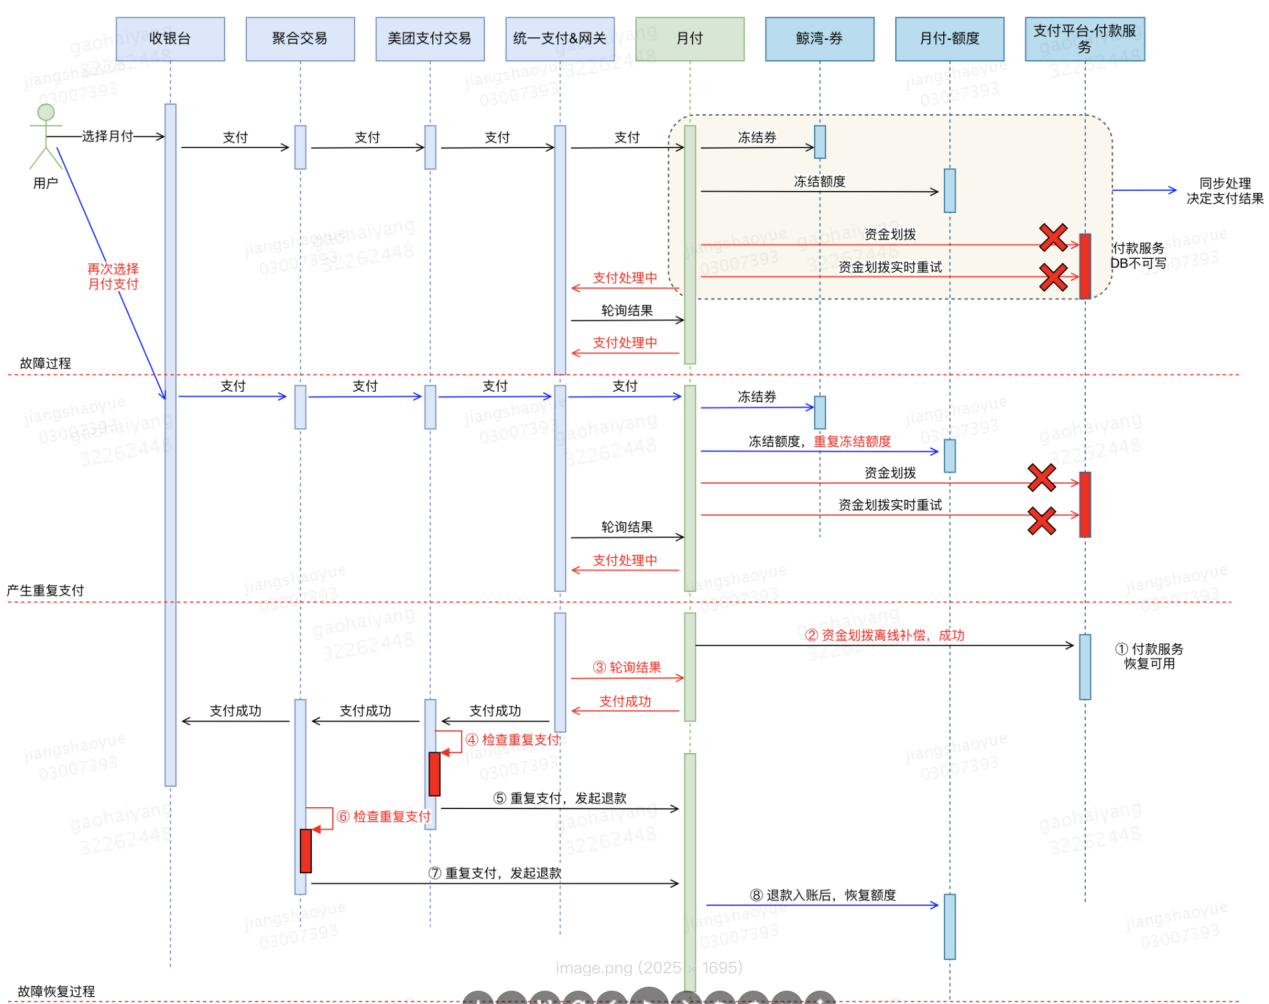 收银台
聚合交易
美团支付交易
统一支付&网关
月付
鲸湾-券
月付-额度
支付平台-付款服
务
选择月付
用户
支付
支付
支付
支付
冻结券
冻结额度
同步处理
决定支付结果
资金划拨
付款服务
DB不可写
资金划拨实时重试
支付处理中
轮询结果
支付处理中
再次选择
月付支付
故障过程
支付
支付
支付
支付
冻结券
冻结额度，重复冻结额度
资金划拨
资金划拨实时重试
轮询结果
支付处理中
产生重复支付
② 资金划拨离线补偿，成功
① 付款服务
恢复可用
③ 轮询结果
支付成功
支付成功
支付成功
支付成功
④ 检查重复支付
⑤ 重复支付，发起退款
⑥ 检查重复支付
⑦ 重复支付，发起退款
⑧ 退款入账后，恢复额度
故障恢复过程
image.png (2025 × 1695)
gaohaiyang
32262448
jiangshaoyue
03007393